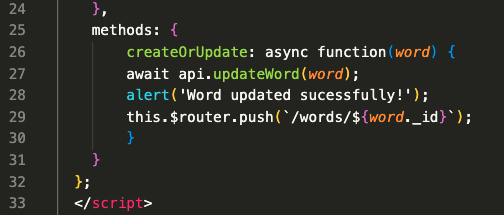 24 },
25 methods: {
26 createOrUpdate: async function(word) {
27 await api.updateWord(word);
28 alert('Word updated sucessfully!');
29 this.$router.push(`/words/${word._id}`);
30 }
31 }
32 };
33 </script>